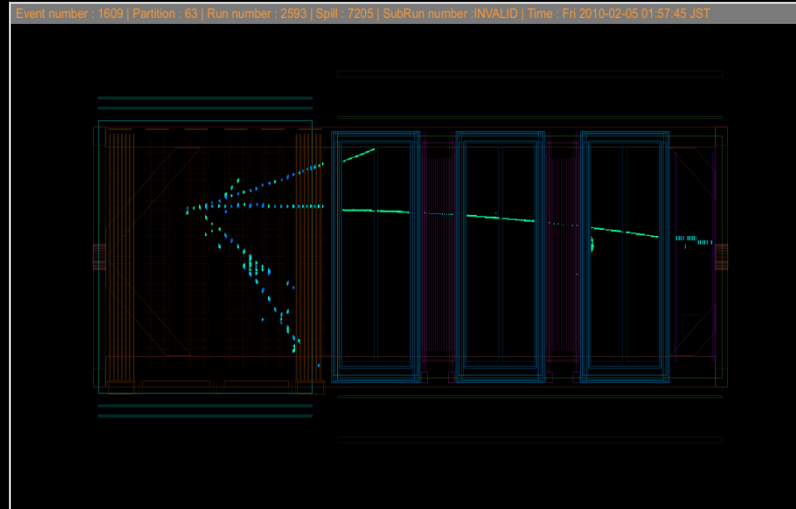 Event number : 1609 | Partition : 63 | Run number : 2593 | Spill : 7205 | SubRun number :INVALID | Time : Fri 2010-02-05 01:57:45 JST